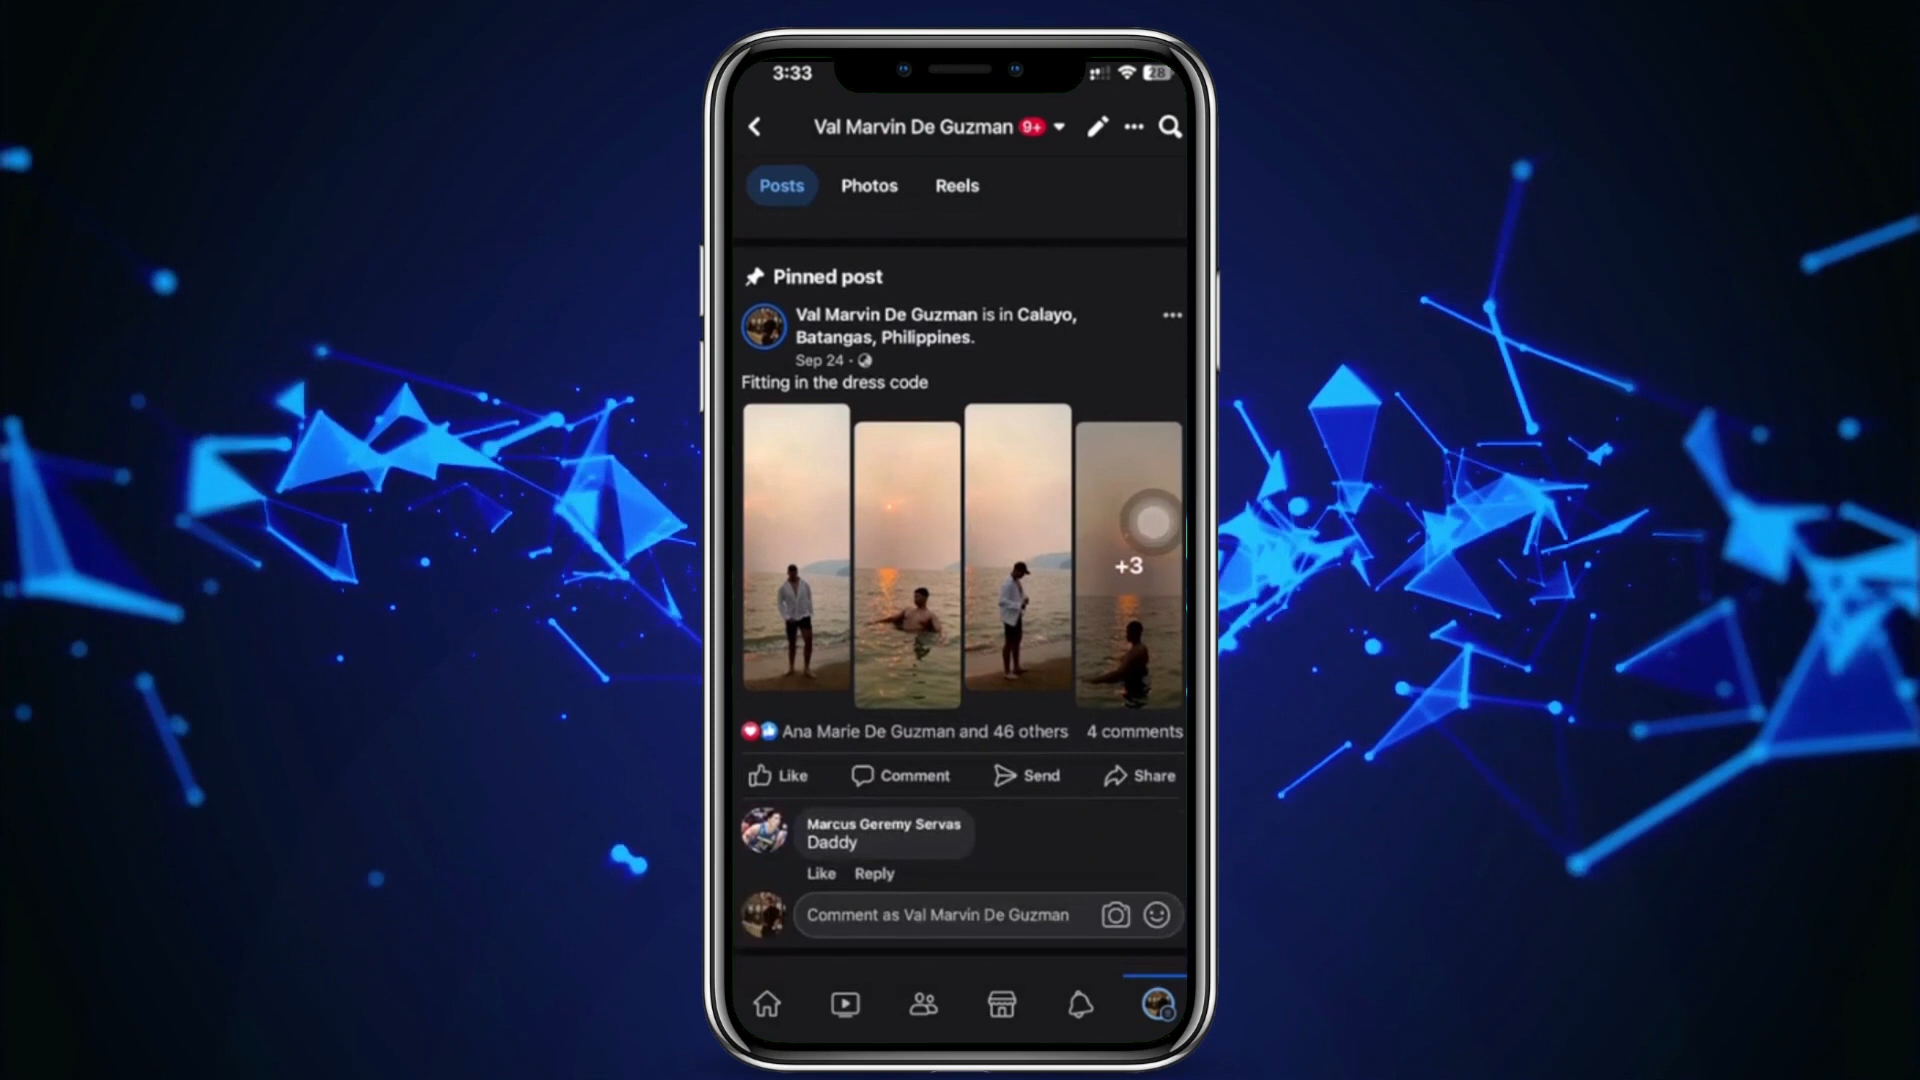 3:33
28
Val Marvin De Guzman 9+
Posts Photos Reels
Pinned post
Val Marvin De Guzman is in Calayo,
Batangas, Philippines.
Sep 24 ·
Fitting in the dress code
+3
Ana Marie De Guzman and 46 others 4 comments
Like Comment Send Share
Marcus Geremy Servas
Daddy
Like Reply
Comment as Val Marvin De Guzman